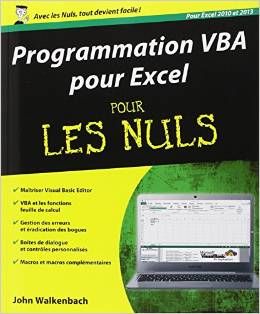 Avec les Nuls, tout devient facile !
Pour Excel 2010 et 2013
Programmation VBA
pour Excel
POUR
LES NULS
Maîtriser Visual Basic Editor
VBA et les fonctions
feuille de calcul
Gestion des erreurs
et éradication des bogues
Boîtes de dialogue
et contrôles personnalisés
Macros et macros complémentaires
John Walkenbach